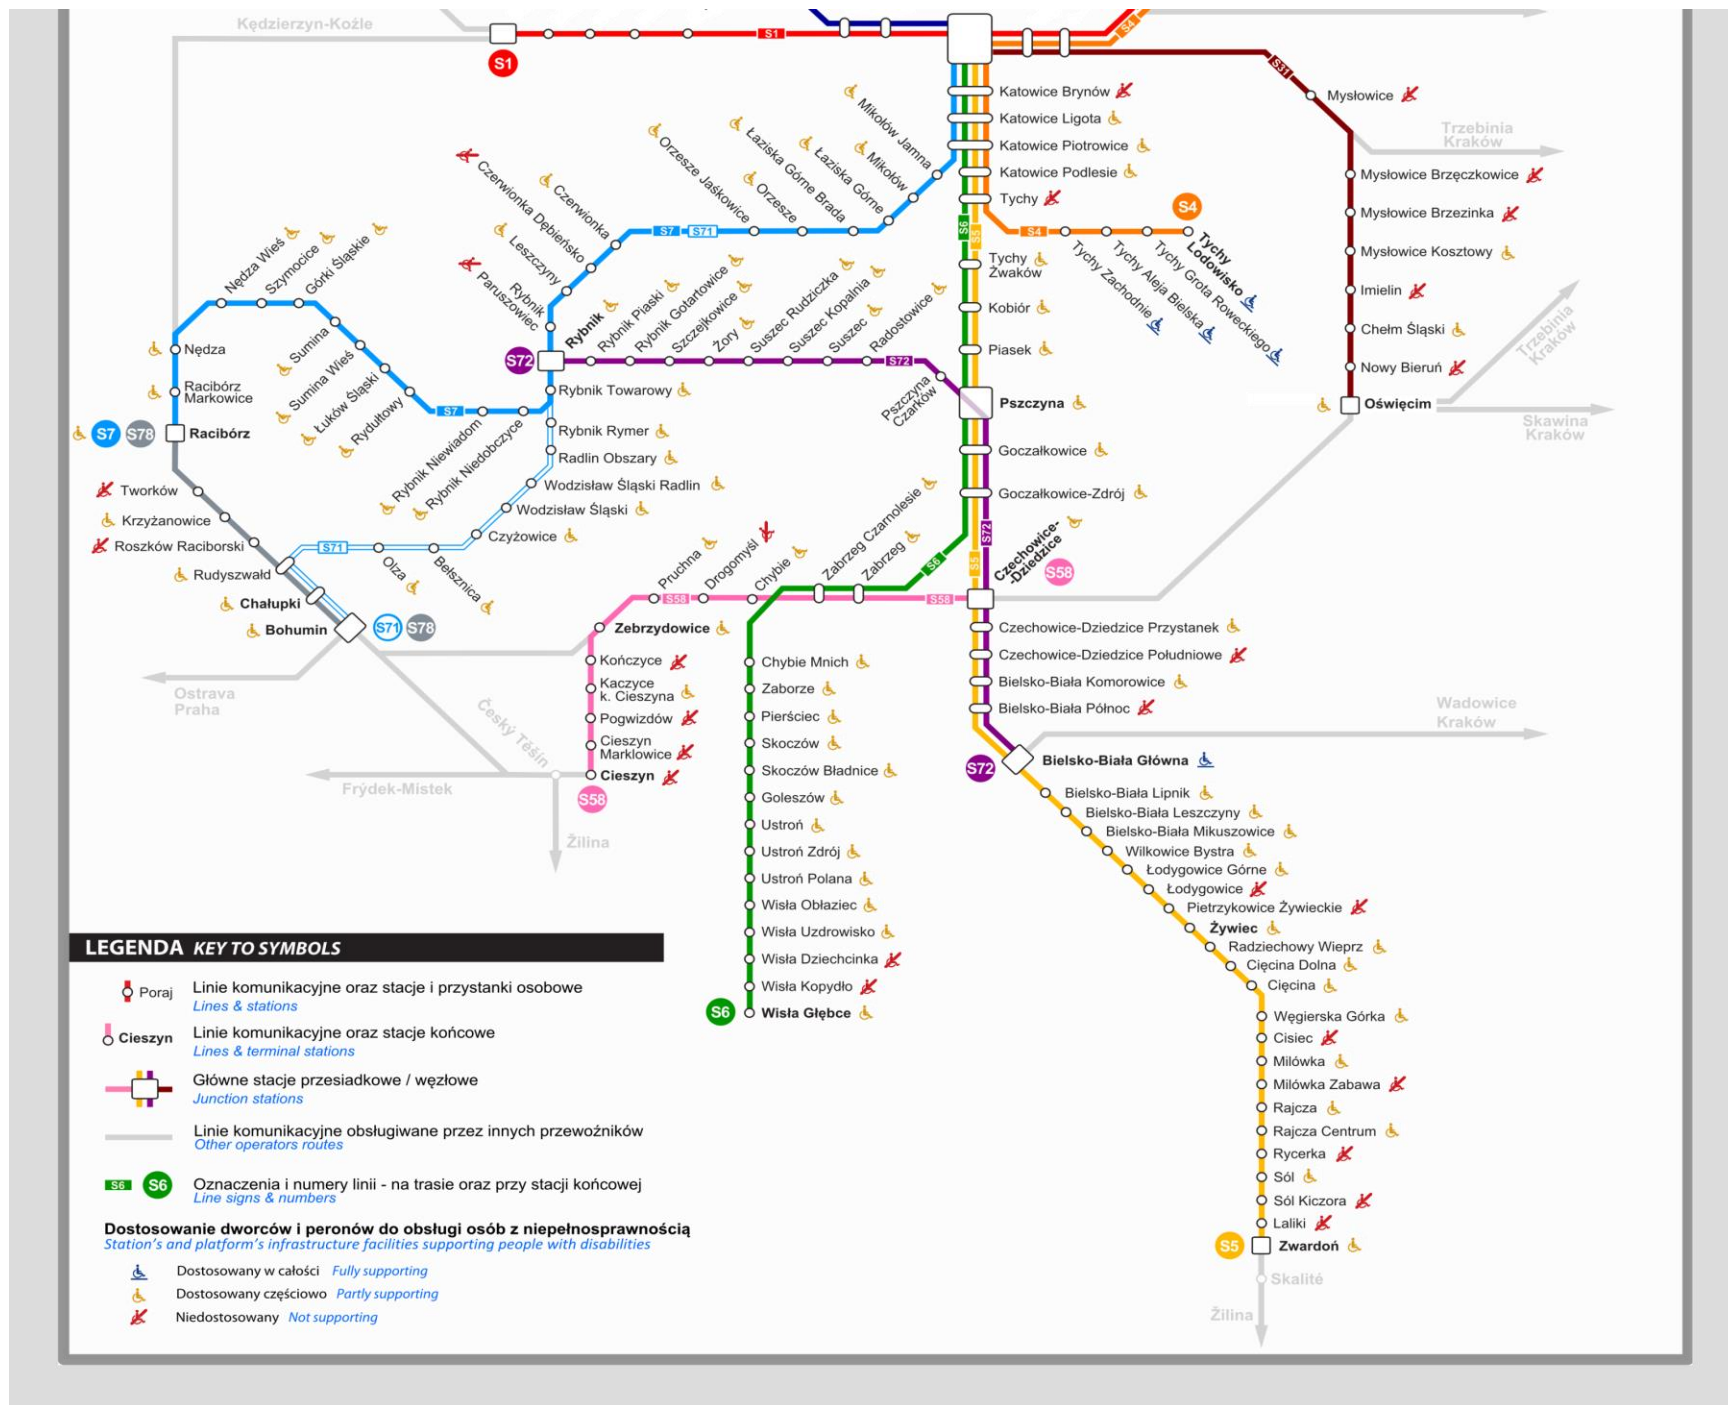 Kędzierzyn-Koźle
S1
S1
S4
S31
Katowice Brynów
Katowice Ligota
Katowice Piotrowice
Katowice Podlesie
Tychy
Mysłowice
Trzebinia
Kraków
Mysłowice Brzęczkowice
Mysłowice Brzezinka
Mysłowice Kosztowy
Imielin
Chełm Śląski
Nowy Bieruń
Oświęcim
Trzebinia
Kraków
Skawina
Kraków
S4
S4
Tychy Zachodnie
Tychy Aleja Bielska
Tychy Grota Roweckiego
Tychy
Lodowisko
Mikołów Jamna
Mikołów
Łaziska Górne
Łaziska Górne Brada
Orzesze
Orzesze Jaśkowice
S7
S71
Czerwionka
Czerwionka Dębieńsko
Leszczyny
Rybnik
Paruszowiec
Rybnik
S72
Rybnik Piaski
Rybnik Gotartowice
Szczejkowice
Żory
Suszec Rudziczka
Suszec Kopalnia
Suszec
Radostowice
S72
Pszczyna
Czarków
S6
S5
Tychy
Żwaków
Kobiór
Piasek
Pszczyna
Goczałkowice
Goczałkowice-Zdrój
S72
S5
S6
Czechowice-
-Dziedzice
S58
Nędza Wieś
Szymocice
Górki Śląskie
Nędza
Racibórz
Markowice
S7
S78
Racibórz
Sumina
Sumina Wieś
Łuków Śląski
Rydułtowy
S7
Rybnik Niewiadom
Rybnik Niedobczyce
Rybnik Towarowy
Rybnik Rymer
Radlin Obszary
Wodzisław Śląski Radlin
Wodzisław Śląski
Czyżowice
Bełsznica
Olza
S71
Tworków
Krzyżanowice
Roszków Raciborski
Rudyszwałd
Chałupki
Bohumin
S71
S78
Ostrava
Praha
Český Těšín
Frýdek-Místek
Žilina
Pruchna
Drogomyśl
Chybie
Zabrzeg Czarnolesie
Zabrzeg
S58
S58
Zebrzydowice
Kończyce
Kaczyce
k. Cieszyna
Pogwizdów
Cieszyn
Marklowice
Cieszyn
S58
Chybie Mnich
Zaborze
Pierściec
Skoczów
Skoczów Bładnice
Goleszów
Ustroń
Ustroń Zdrój
Ustroń Polana
Wisła Obłaziec
Wisła Uzdrowisko
Wisła Dziechcinka
Wisła Kopydło
S6
Wisła Głębce
Czechowice-Dziedzice Przystanek
Czechowice-Dziedzice Południowe
Bielsko-Biała Komorowice
Bielsko-Biała Północ
Wadowice
Kraków
S72
Bielsko-Biała Główna
Bielsko-Biała Lipnik
Bielsko-Biała Leszczyny
Bielsko-Biała Mikuszowice
Wilkowice Bystra
Łodygowice Górne
Łodygowice
Pietrzykowice Żywieckie
Żywiec
Radziechowy Wieprz
Cięcina Dolna
Cięcina
Węgierska Górka
Cisiec
Milówka
Milówka Zabawa
Rajcza
Rajcza Centrum
Rycerka
Sól
Sól Kiczora
Laliki
S5
Zwardoń
Skalité
Žilina
LEGENDA KEY TO SYMBOLS
Poraj
Linie komunikacyjne oraz stacje i przystanki osobowe
Lines & stations
Cieszyn
Linie komunikacyjne oraz stacje końcowe
Lines & terminal stations
Główne stacje przesiadkowe / węzłowe
Junction stations
Linie komunikacyjne obsługiwane przez innych przewoźników
Other operators routes
S6 S6
Oznaczenia i numery linii - na trasie oraz przy stacji końcowej
Line signs & numbers
Dostosowanie dworców i peronów do obsługi osób z niepełnosprawnością
Station's and platform's infrastructure facilities supporting people with disabilities
Dostosowany w całości Fully supporting
Dostosowany częściowo Partly supporting
Niedostosowany Not supporting